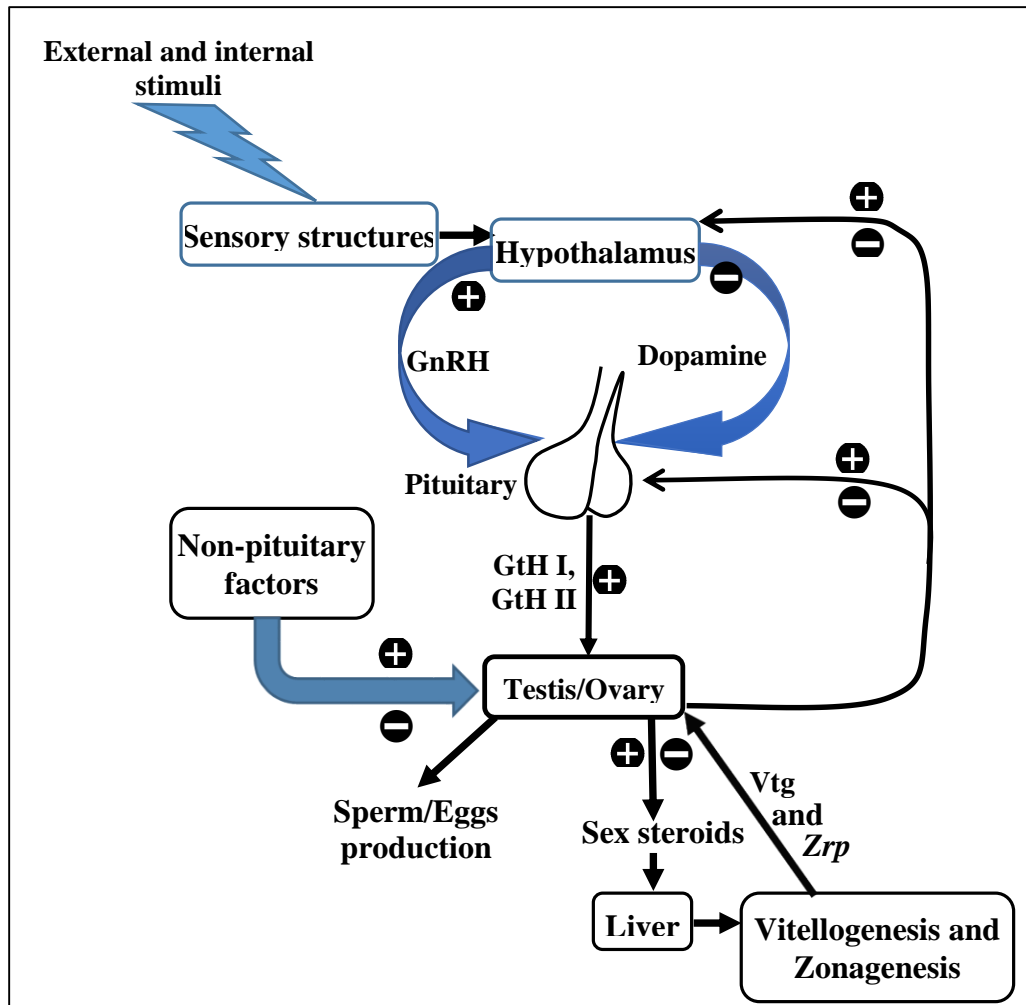 External and internal
stimuli
Sensory structures
Hypothalamus
GnRH
Dopamine
Pituitary
Non-pituitary
factors
GtH I,
GtH II
Testis/Ovary
Sperm/Eggs
production
Sex steroids
Vtg
and
Zrp
Liver
Vitellogenesis and
Zonagenesis